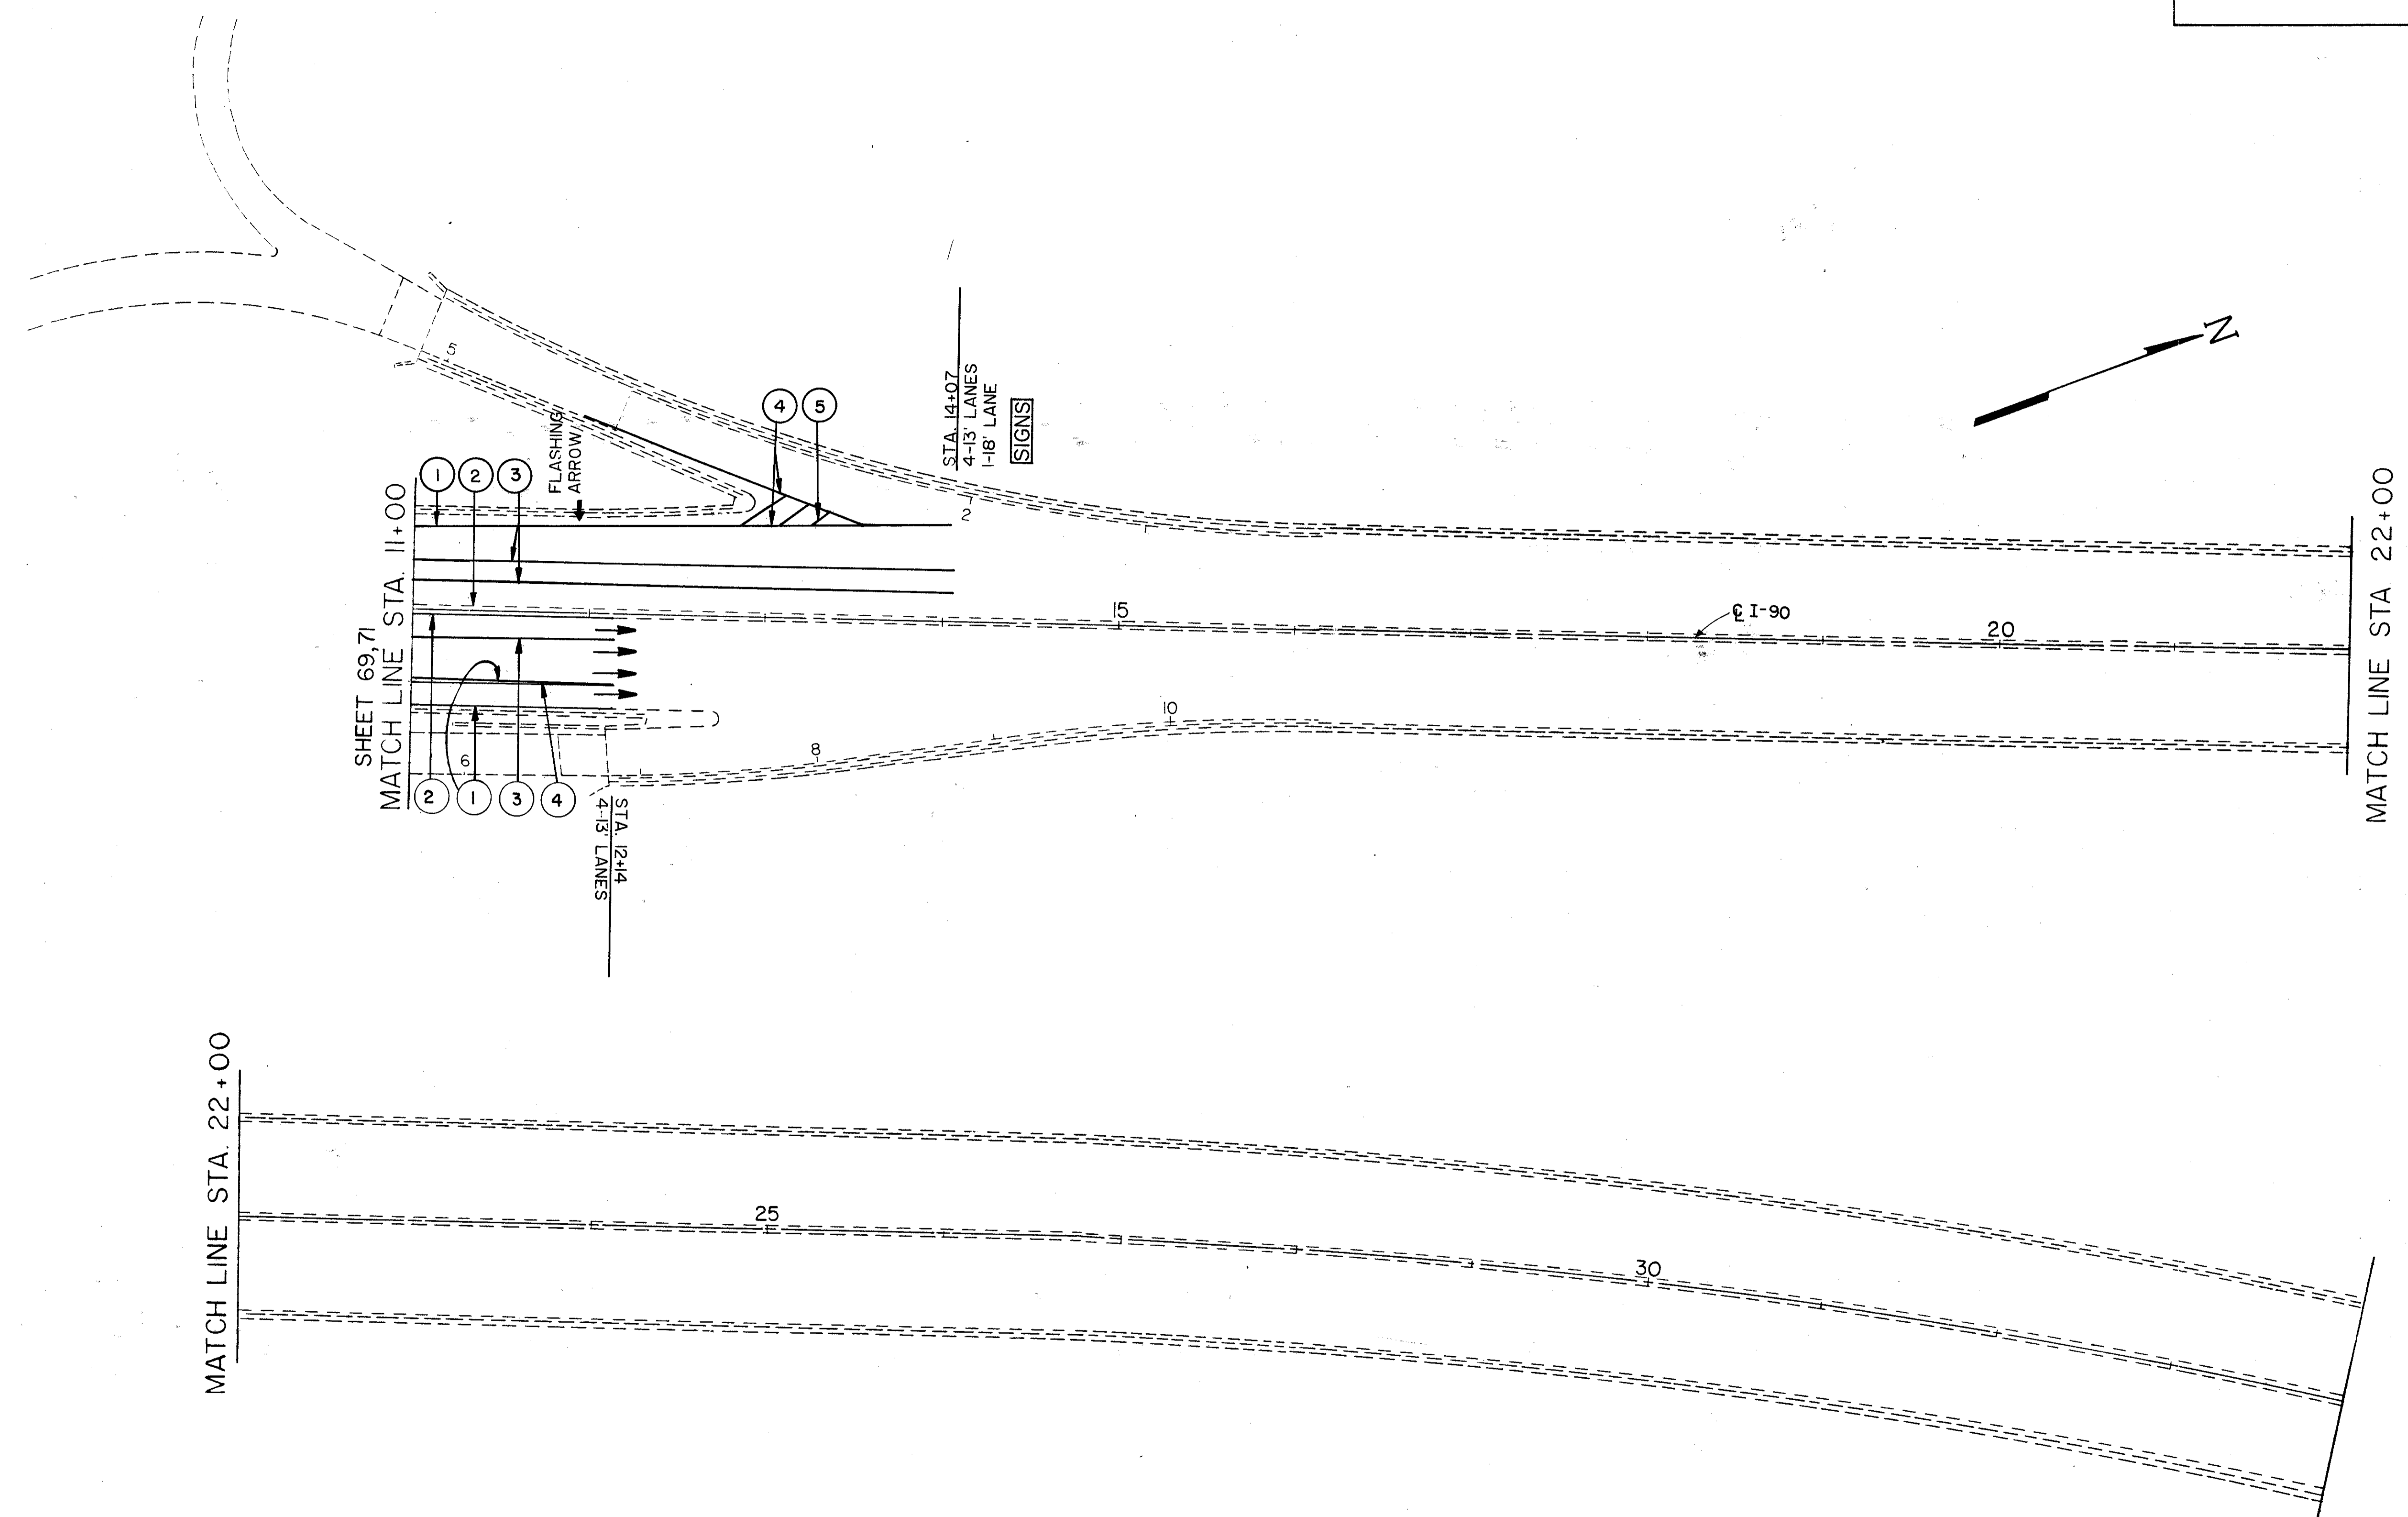 N
5
4
5
STA. 14+07
4-13' LANES
1-18' LANE
SIGNS
FLASHING
ARROW
1
2
3
2
SHEET 69,71
MATCH LINE STA. 11+00
15
℄ I-90
20
MATCH LINE STA 22+00
10
8
6
2
1
3
4
STA. 12+14
4-13' LANES
MATCH LINE STA. 22+00
25
30